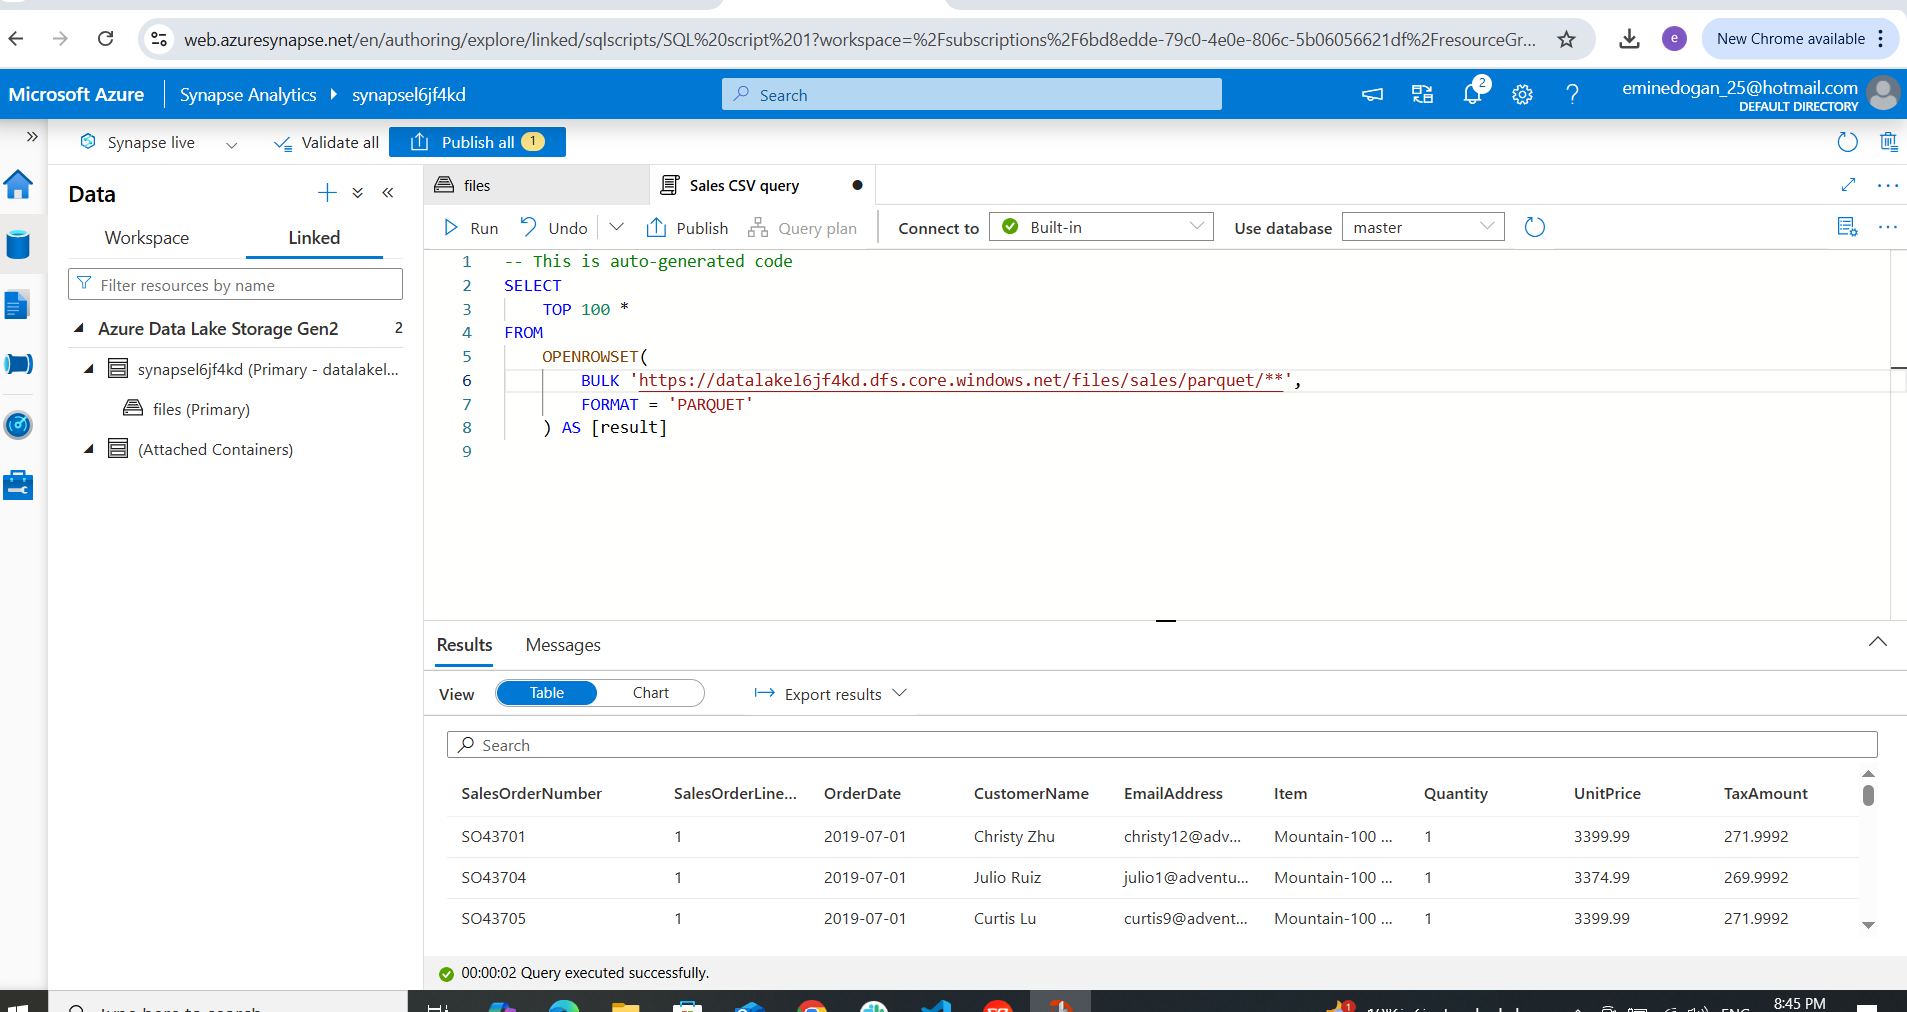 web.azuresynapse.net/en/authoring/explore/linked/sqlscripts/SQL%20script%201?workspace=%2Fsubscriptions%2F6bd8edde-79c0-4e0e-806c-5b06056621df%2FresourceGr...
e
New Chrome available
Microsoft Azure
Synapse Analytics
synapsel6jf4kd
Search
2
eminedogan_25@hotmail.com
DEFAULT DIRECTORY
Synapse live
Validate all
Publish all 1
Data
Workspace
Linked
Filter resources by name
Azure Data Lake Storage Gen2 2
synapsel6jf4kd (Primary - datalakel...
files (Primary)
(Attached Containers)
files
Sales CSV query
Run
Undo
Publish
Query plan
Connect to
Built-in
Use database
master
1 -- This is auto-generated code
2 SELECT
3 TOP 100 *
4 FROM
5 OPENROWSET(
6 BULK 'https://datalakel6jf4kd.dfs.core.windows.net/files/sales/parquet/**',
7 FORMAT = 'PARQUET'
8 ) AS [result]
9
Results
Messages
View
Table
Chart
Export results
Search
SalesOrderNumber SalesOrderLine... OrderDate CustomerName EmailAddress Item Quantity UnitPrice TaxAmount
SO43701 1 2019-07-01 Christy Zhu christy12@adv... Mountain-100 ... 1 3399.99 271.9992
SO43704 1 2019-07-01 Julio Ruiz julio1@adventu... Mountain-100 ... 1 3374.99 269.9992
SO43705 1 2019-07-01 Curtis Lu curtis9@advent... Mountain-100 ... 1 3399.99 271.9992
00:00:02 Query executed successfully.
1
8:45 PM